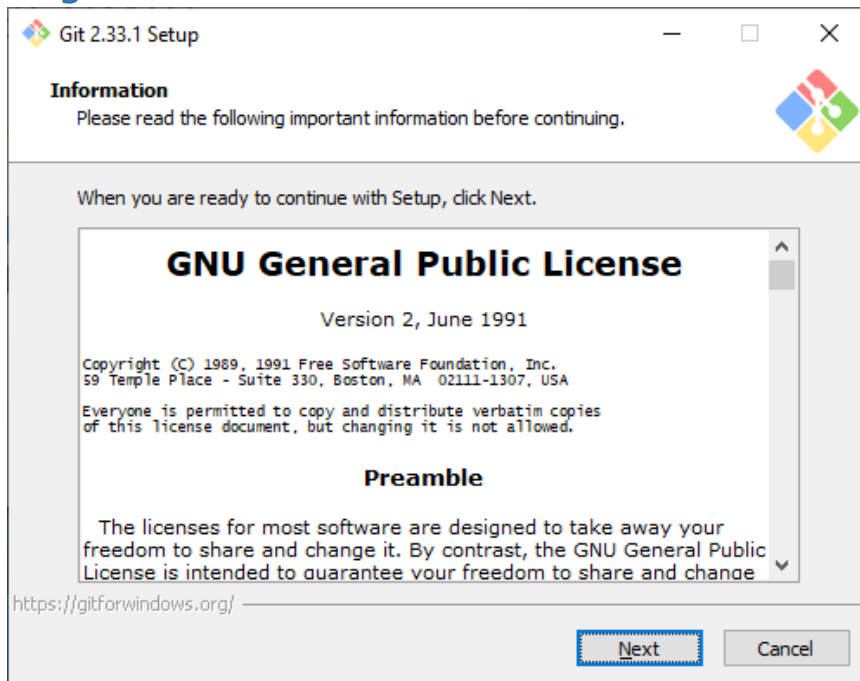 Git 2.33.1 Setup
Information
Please read the following important information before continuing.
When you are ready to continue with Setup, click Next.
GNU General Public License
Version 2, June 1991
Copyright (C) 1989, 1991 Free Software Foundation, Inc.
59 Temple Place - Suite 330, Boston, MA  02111-1307, USA
Everyone is permitted to copy and distribute verbatim copies
of this license document, but changing it is not allowed.
Preamble
The licenses for most software are designed to take away your
freedom to share and change it. By contrast, the GNU General Public
License is intended to guarantee your freedom to share and change
https://gitforwindows.org/
Next
Cancel